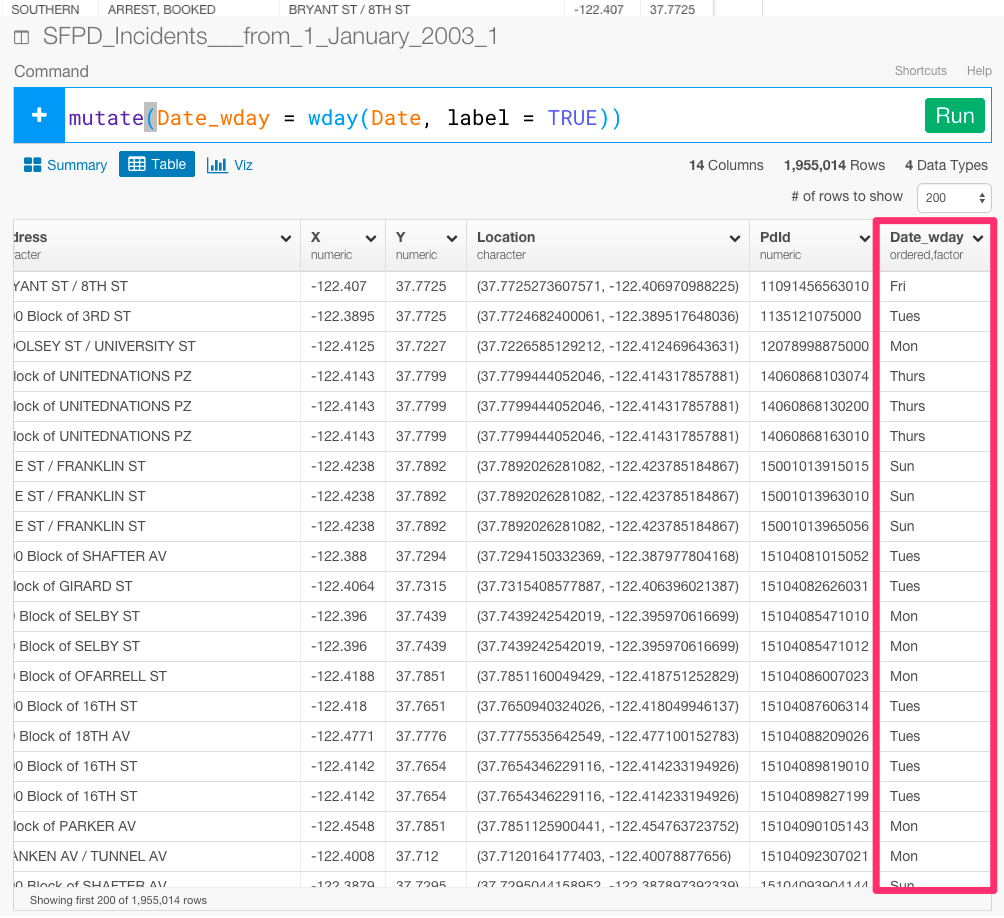 SOUTHERN ARREST, BOOKED BRYANT ST / 8TH ST -122.407 37.7725
SFPD_Incidents___from_1_January_2003_1
Command Shortcuts Help
+ mutate(Date_wday = wday(Date, label = TRUE)) Run
Summary Table Viz 14 Columns 1,955,014 Rows 4 Data Types
# of rows to show 200
dress X Y Location PdId Date_wday
racter numeric numeric character numeric ordered,factor
YANT ST / 8TH ST -122.407 37.7725 (37.7725273607571, -122.406970988225) 11091456563010 Fri
00 Block of 3RD ST -122.3895 37.7725 (37.7724682400061, -122.389517648036) 1135121075000 Tues
OOLSEY ST / UNIVERSITY ST -122.4125 37.7227 (37.7226585129212, -122.412469643631) 12078998875000 Mon
lock of UNITEDNATIONS PZ -122.4143 37.7799 (37.7799444052046, -122.414317857881) 14060868103074 Thurs
lock of UNITEDNATIONS PZ -122.4143 37.7799 (37.7799444052046, -122.414317857881) 14060868130200 Thurs
lock of UNITEDNATIONS PZ -122.4143 37.7799 (37.7799444052046, -122.414317857881) 14060868163010 Thurs
E ST / FRANKLIN ST -122.4238 37.7892 (37.7892026281082, -122.423785184867) 15001013915015 Sun
E ST / FRANKLIN ST -122.4238 37.7892 (37.7892026281082, -122.423785184867) 15001013963010 Sun
E ST / FRANKLIN ST -122.4238 37.7892 (37.7892026281082, -122.423785184867) 15001013965056 Sun
00 Block of SHAFTER AV -122.388 37.7294 (37.7294150332369, -122.387977804168) 15104081015052 Tues
lock of GIRARD ST -122.4064 37.7315 (37.7315408577887, -122.406396021387) 15104082626031 Tues
Block of SELBY ST -122.396 37.7439 (37.7439242542019, -122.395970616699) 15104085471010 Mon
Block of SELBY ST -122.396 37.7439 (37.7439242542019, -122.395970616699) 15104085471012 Mon
Block of OFARRELL ST -122.4188 37.7851 (37.7851160049429, -122.418751252829) 15104086007023 Mon
00 Block of 16TH ST -122.418 37.7651 (37.7650940324026, -122.418049946137) 15104087606314 Tues
Block of 18TH AV -122.4771 37.7776 (37.7775535642549, -122.477100152783) 15104088209026 Tues
00 Block of 16TH ST -122.4142 37.7654 (37.7654346229116, -122.414233194926) 15104089819010 Tues
00 Block of 16TH ST -122.4142 37.7654 (37.7654346229116, -122.414233194926) 15104089827199 Tues
lock of PARKER AV -122.4548 37.7851 (37.7851125900441, -122.454763723752) 15104090105143 Mon
ANKEN AV / TUNNEL AV -122.4008 37.712 (37.7120164177403, -122.40078877656) 15104092307021 Mon
00 Block of SHAFTER AV -122.3879 37.7295 (37.7295044158952, -122.387897392339) 15104093904144 Sun
Showing first 200 of 1,955,014 rows